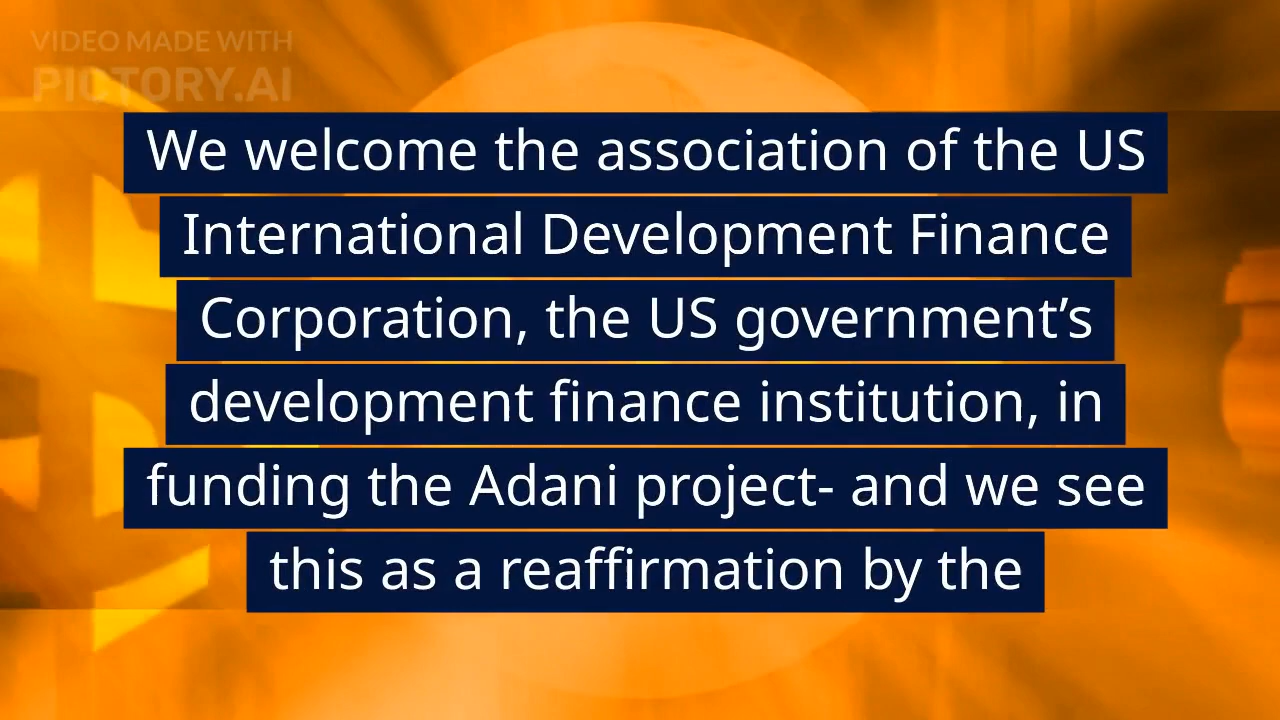 VIDEO MADE WITH
PICTORY.AI
We welcome the association of the US
International Development Finance
Corporation, the US government’s
development finance institution, in
funding the Adani project- and we see
this as a reaffirmation by the